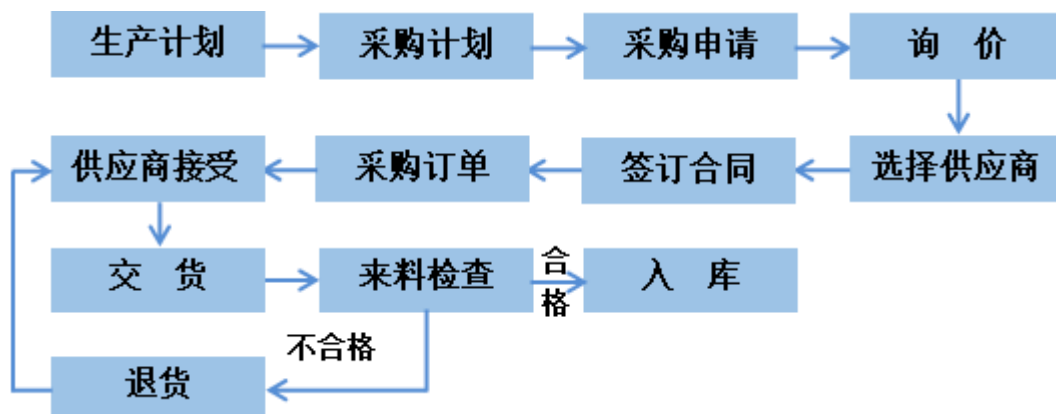 生产计划
采购计划
采购申请
询 价
供应商接受
采购订单
签订合同
选择供应商
交 货
来料检查
合格
入 库
不合格
退货